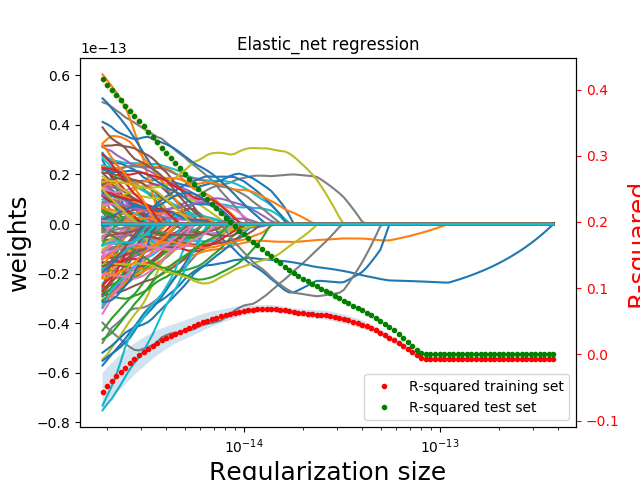 Elastic_net regression
1e−13
0.6
0.4
0.2
0.0
−0.2
−0.4
−0.6
−0.8
weights
0.4
0.3
0.2
0.1
0.0
−0.1
R-squared
R-squared training set
R-squared test set
10⁻¹⁴
10⁻¹³
Regularization size